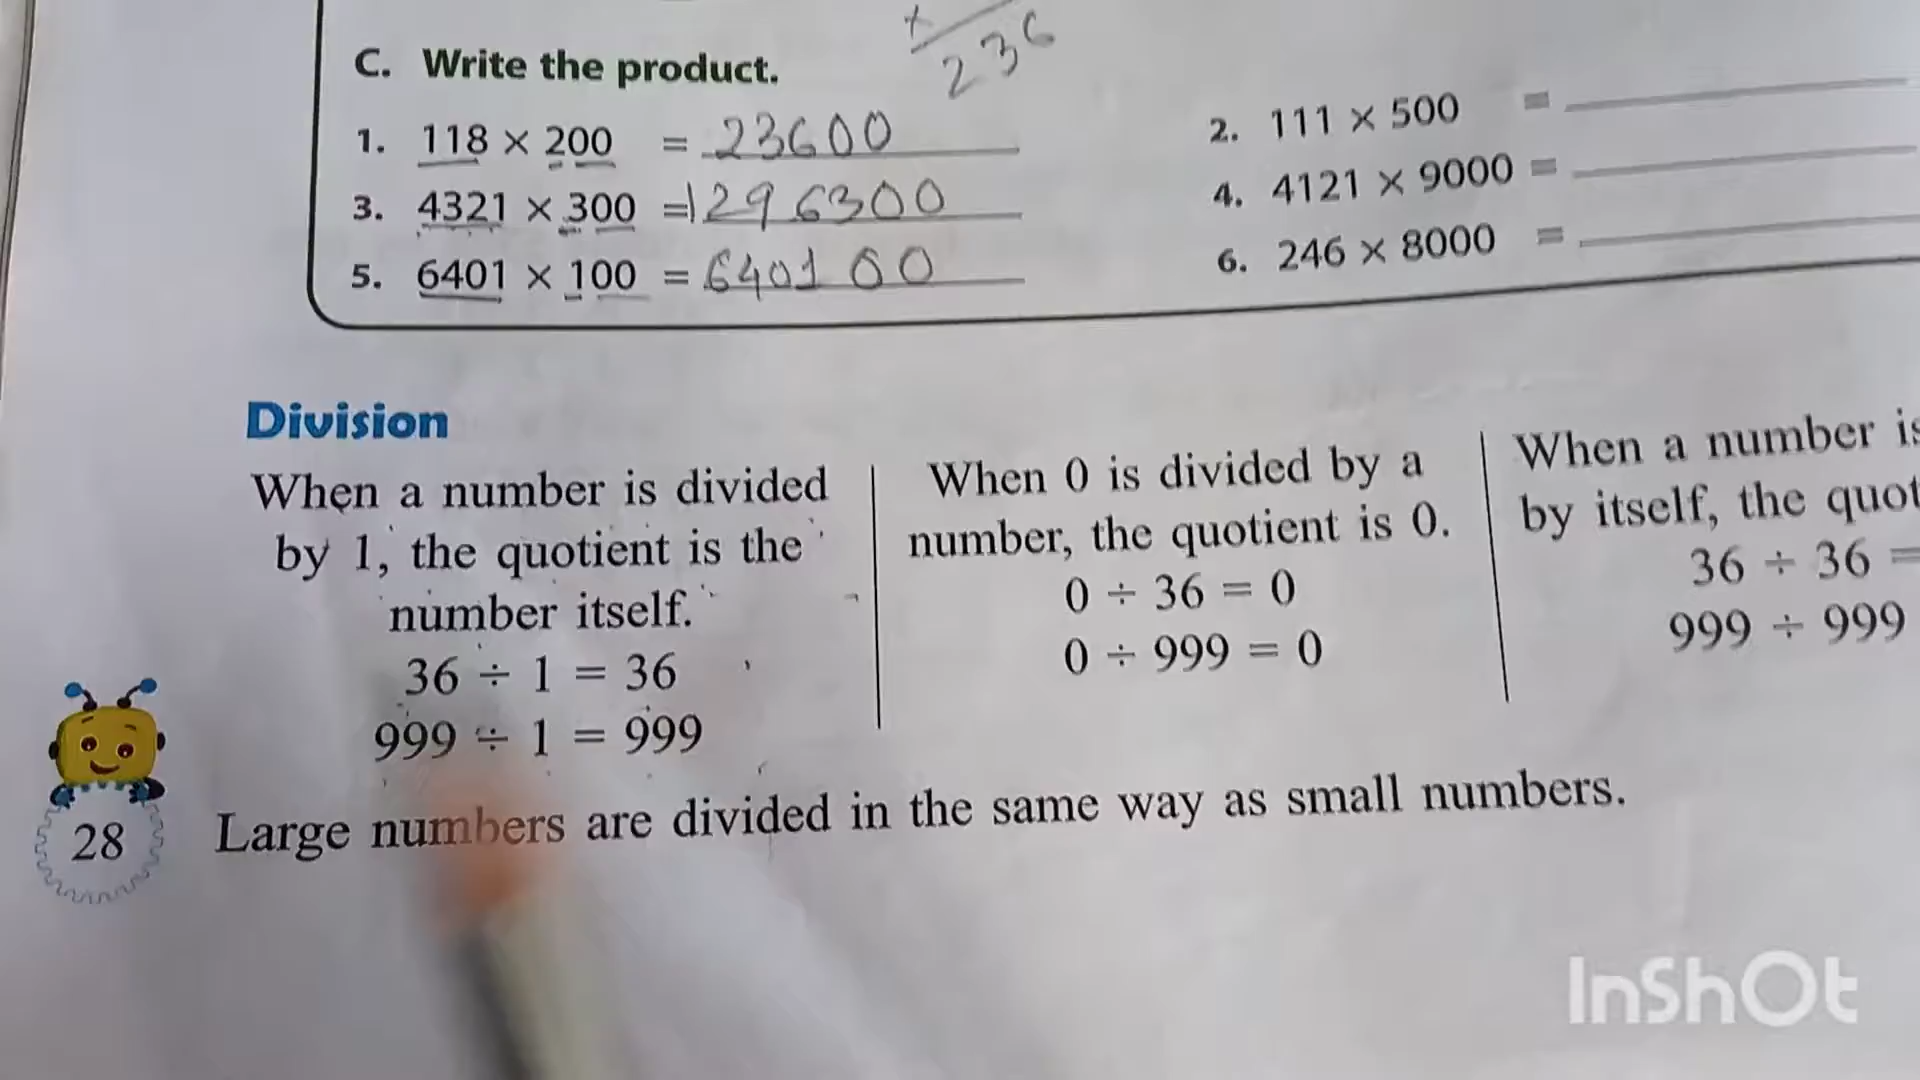 ×
236
C. Write the product.
1. 118 × 200 = 23600
2. 111 × 500 =
3. 4321 × 300 = 1296300
4. 4121 × 9000 =
5. 6401 × 100 = 640100
6. 246 × 8000 =
Division
When a number is divided
by 1, the quotient is the
number itself.
36 ÷ 1 = 36
999 ÷ 1 = 999
When 0 is divided by a
number, the quotient is 0.
0 ÷ 36 = 0
0 ÷ 999 = 0
When a number is
by itself, the quot
36 ÷ 36 =
999 ÷ 999
28
Large numbers are divided in the same way as small numbers.
InShOt